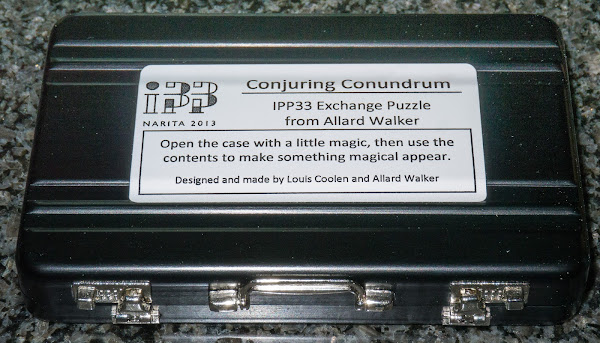 iPP33
NARITA 2013
Conjuring Conundrum
IPP33 Exchange Puzzle
from Allard Walker
Open the case with a little magic, then use the
contents to make something magical appear.
Designed and made by Louis Coolen and Allard Walker